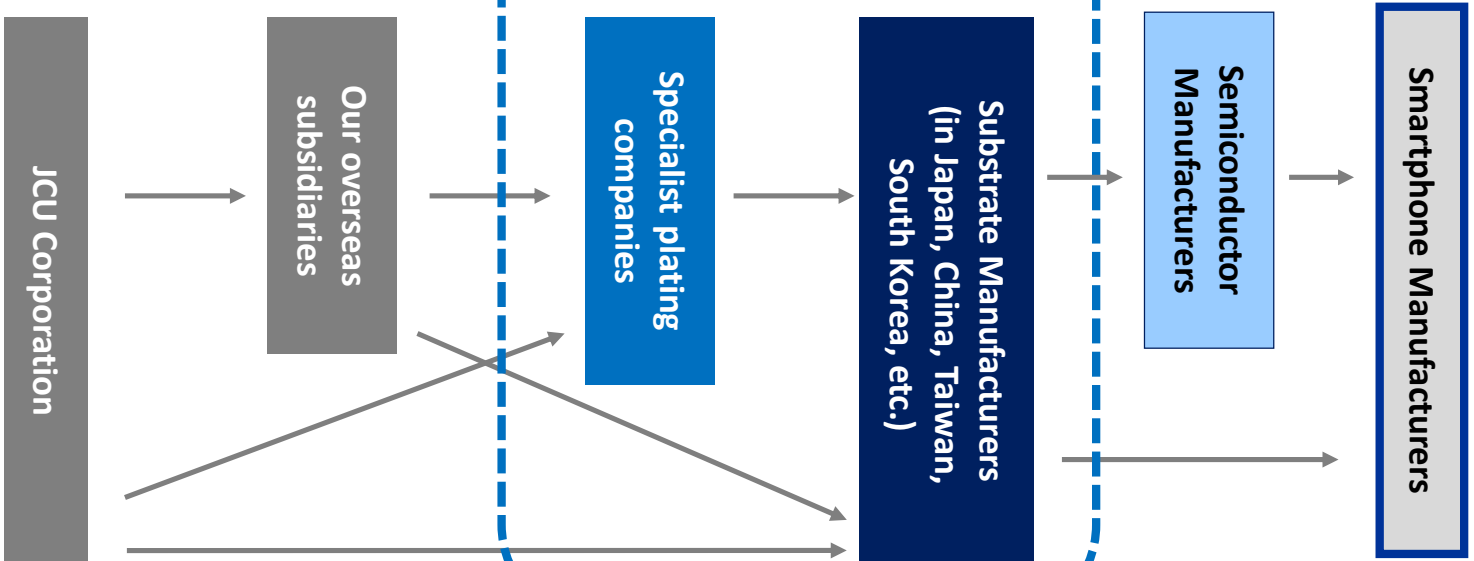 JCU Corporation
Our overseas
subsidiaries
Specialist plating
companies
Substrate Manufacturers
(in Japan, China, Taiwan,
South Korea, etc.)
Semiconductor
Manufacturers
Smartphone Manufacturers